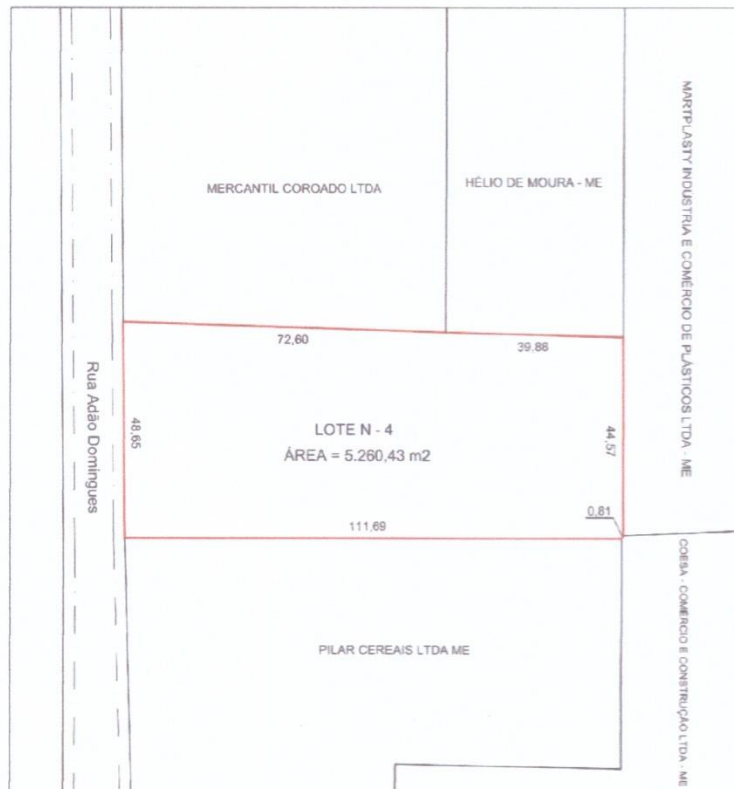 MERCANTIL COROADO LTDA
HÉLIO DE MOURA - ME
MARTPLASTY INDUSTRIA E COMÉRCIO DE PLÁSTICOS LTDA - ME
72,60
39,88
Rua Adão Domingues
48,65
LOTE N - 4
ÁREA = 5.260,43 m2
44,57
0,81
111,69
PILAR CEREAIS LTDA ME
COESA - COMÉRCIO E CONSTRUÇÃO LTDA - ME